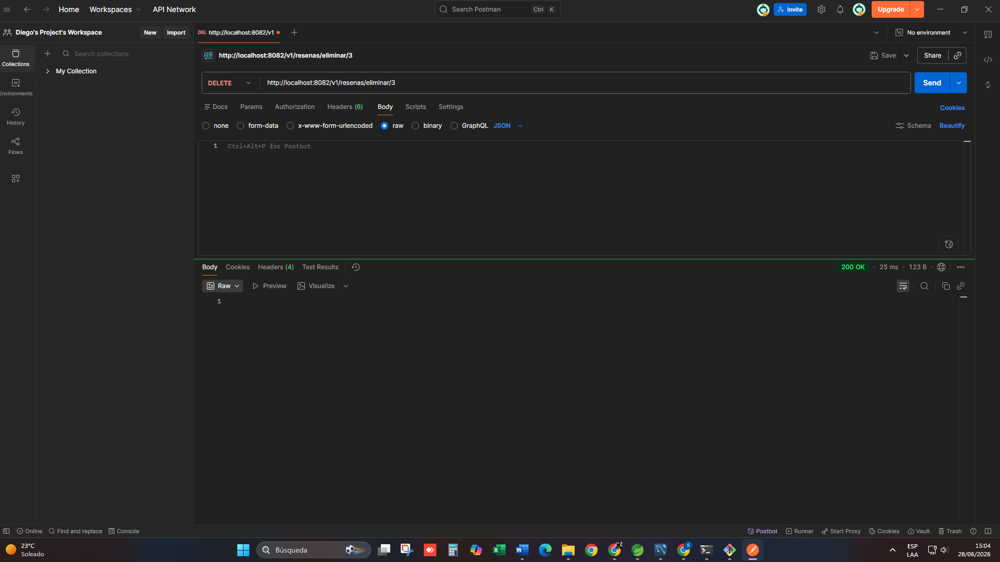 Home Workspaces API Network Search Postman Ctrl K Invite Upgrade
Diego's Project's Workspace New Import DEL http://localhost:8082/v1 No environment
Search collections http://localhost:8082/v1/resenas/eliminar/3 Save Share
Collections My Collection
DELETE http://localhost:8082/v1/resenas/eliminar/3 Send
Environments
Docs Params Authorization Headers (6) Body Scripts Settings Cookies
History
none form-data x-www-form-urlencoded raw binary GraphQL JSON Schema Beautify
1 Ctrl+Alt+P for Postbot
Flows
Body Cookies Headers (4) Test Results 200 OK • 25 ms • 123 B •
Raw Preview Visualize
1
Online Find and replace Console Postbot Runner Start Proxy Cookies Vault Trash
23°C
Soleado
Búsqueda
S
ESP
LAA
15:04
28/06/2026